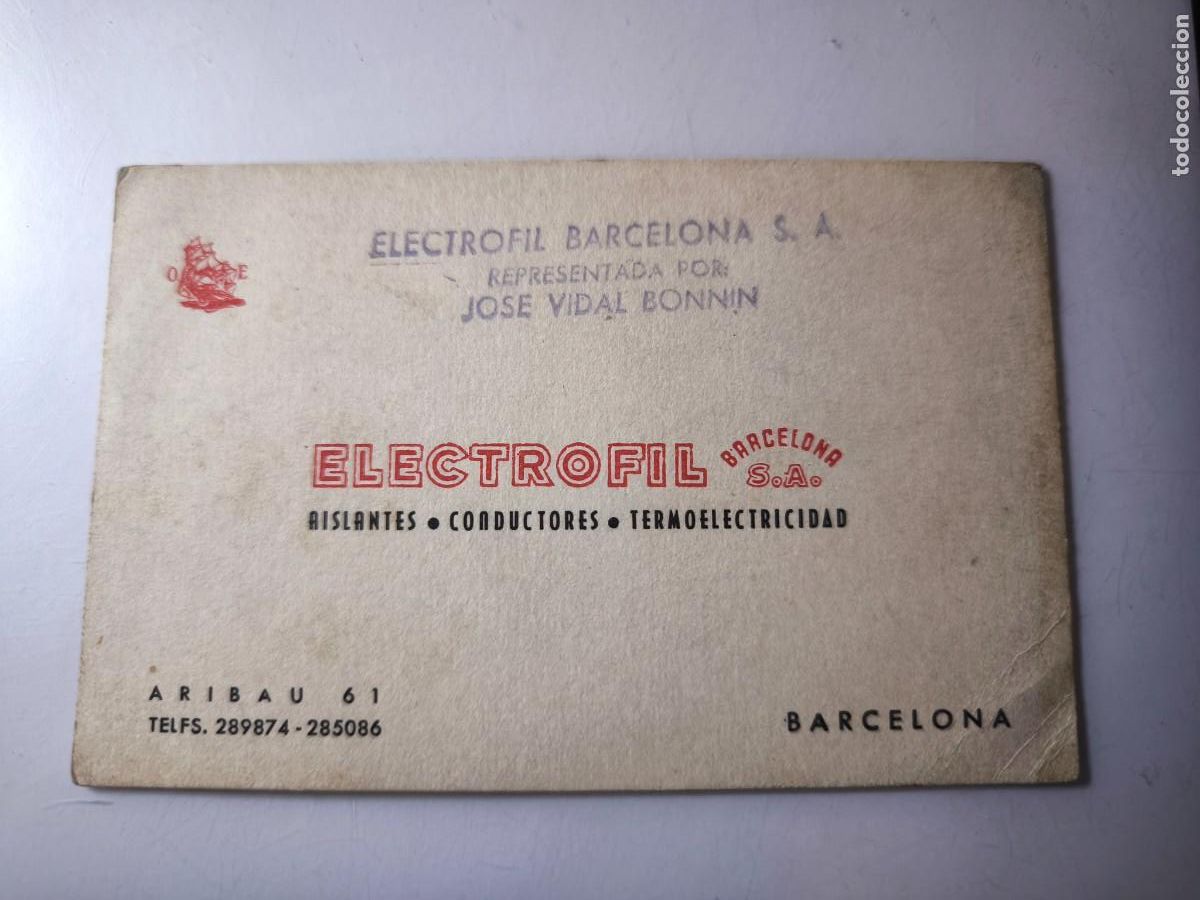 ELECTROFIL BARCELONA S. A.
REPRESENTADA POR:
JOSE VIDAL BONNIN
O E
ELECTROFIL BARCELONA S.A.
AISLANTES • CONDUCTORES • TERMOELECTRICIDAD
ARIBAU 61
TELFS. 289874 - 285086
BARCELONA
todocoleccion